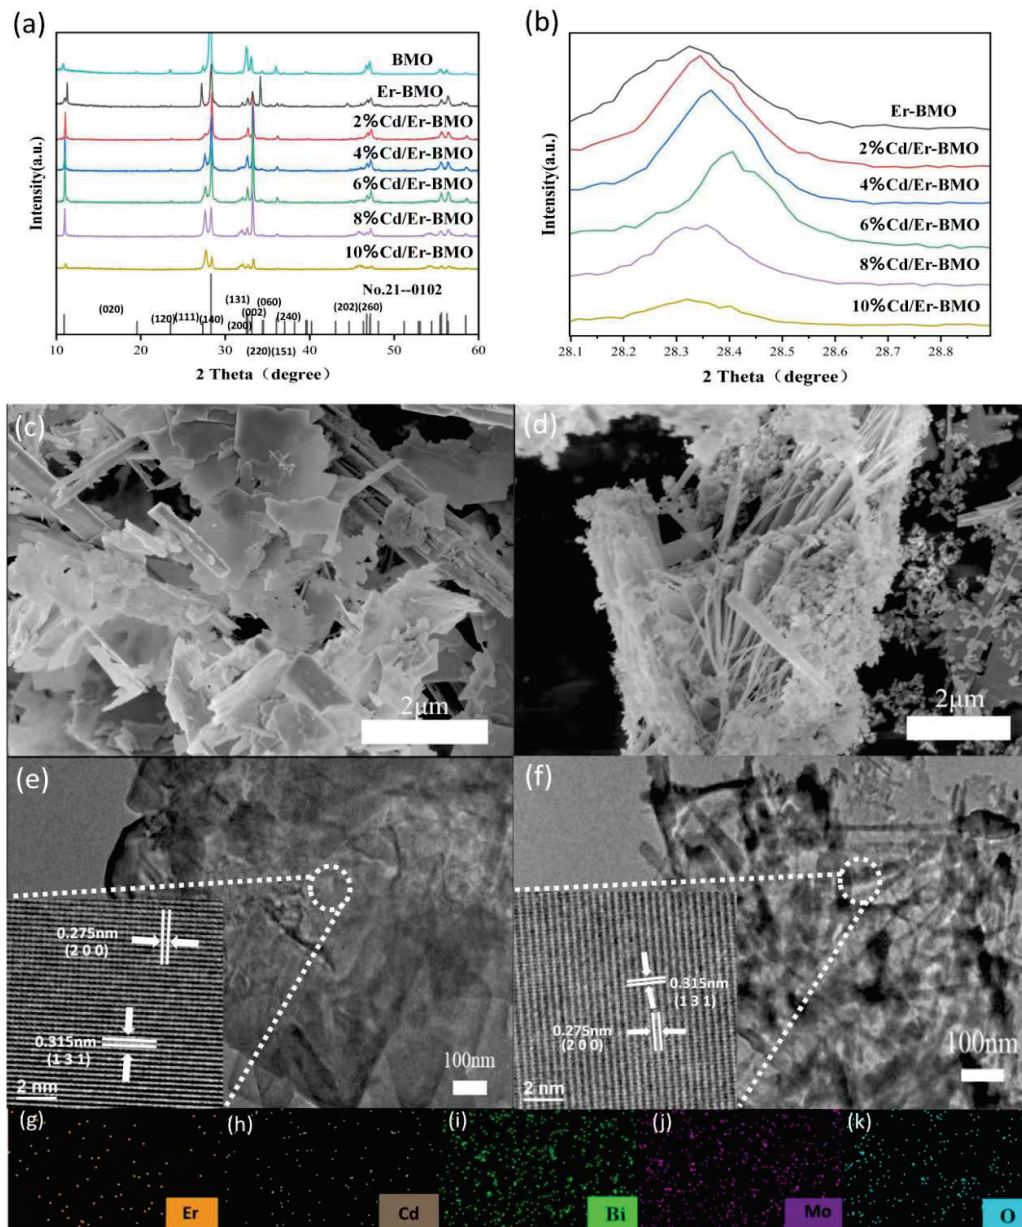 (a)
BMO
Er-BMO
2%Cd/Er-BMO
4%Cd/Er-BMO
6%Cd/Er-BMO
8%Cd/Er-BMO
10%Cd/Er-BMO
No.21--0102
(020)
(120)
(111)
(140)
(131)
(200)
(002)
(060)
(240)
(220)(151)
(202)(260)
10 20 30 40 50 60
2 Theta（degree）
Intensity(a.u.)
(b)
Er-BMO
2%Cd/Er-BMO
4%Cd/Er-BMO
6%Cd/Er-BMO
8%Cd/Er-BMO
10%Cd/Er-BMO
28.1 28.2 28.3 28.4 28.5 28.6 28.7 28.8
2 Theta（degree）
Intensity(a.u.)
(c)
2μm
(d)
2μm
(e)
0.275nm
(2 0 0)
0.315nm
(1 3 1)
2 nm
100nm
(f)
0.315nm
(1 3 1)
0.275nm
(2 0 0)
2 nm
100nm
(g)
Er
(h)
Cd
(i)
Bi
(j)
Mo
(k)
O